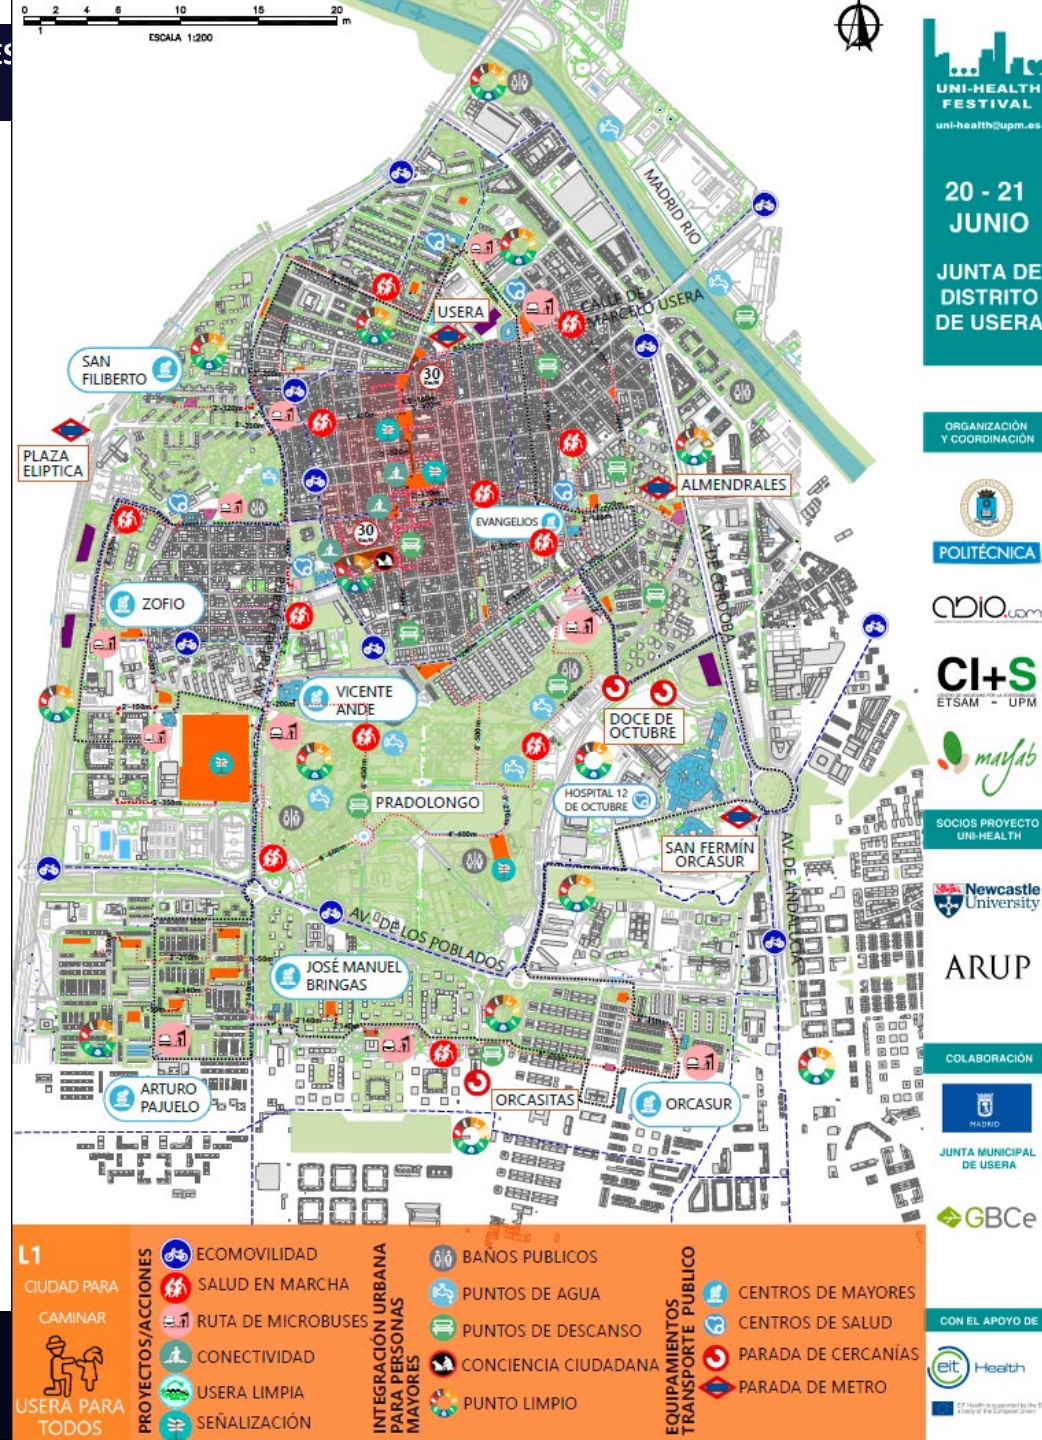 0 2 4 6 10 15 20 m
1
ESCALA 1:200
UNI-HEALTH
FESTIVAL
uni-health@upm.es
20 - 21
JUNIO
JUNTA DE
DISTRITO
DE USERA
MADRID RIO
CALLE DE
MARCELO USERA
USERA
SAN
FILIBERTO
30
Km/H
PLAZA
ELIPTICA
ALMENDRALES
EVANGELIOS
30
Km/H
AV. DE CORDOBA
ZOFIO
VICENTE
ANDE
DOCE DE
OCTUBRE
HOSPITAL 12
DE OCTUBRE
PRADOLONGO
SAN FERMÍN
ORCASUR
AV. DE ANDALUCIA
AV. DE LOS POBLADOS
JOSÉ MANUEL
BRINGAS
ARTURO
PAJUELO
ORCASITAS
ORCASUR
ORGANIZACIÓN
Y COORDINACIÓN
POLITÉCNICA
CI+S
ETSAM - UPM
mayab
SOCIOS PROYECTO
UNI-HEALTH
Newcastle
University
ARUP
COLABORACIÓN
MADRID
JUNTA MUNICIPAL
DE USERA
GBCe
CON EL APOYO DE
eit Health
L1
CIUDAD PARA
CAMINAR
USERA PARA
TODOS
PROYECTOS/ACCIONES
ECOMOVILIDAD
SALUD EN MARCHA
RUTA DE MICROBUSES
CONECTIVIDAD
USERA LIMPIA
SEÑALIZACIÓN
INTEGRACIÓN URBANA
PARA PERSONAS
MAYORES
BAÑOS PUBLICOS
PUNTOS DE AGUA
PUNTOS DE DESCANSO
CONCIENCIA CIUDADANA
PUNTO LIMPIO
EQUIPAMIENTOS
TRANSPORTE PUBLICO
CENTROS DE MAYORES
CENTROS DE SALUD
PARADA DE CERCANÍAS
PARADA DE METRO